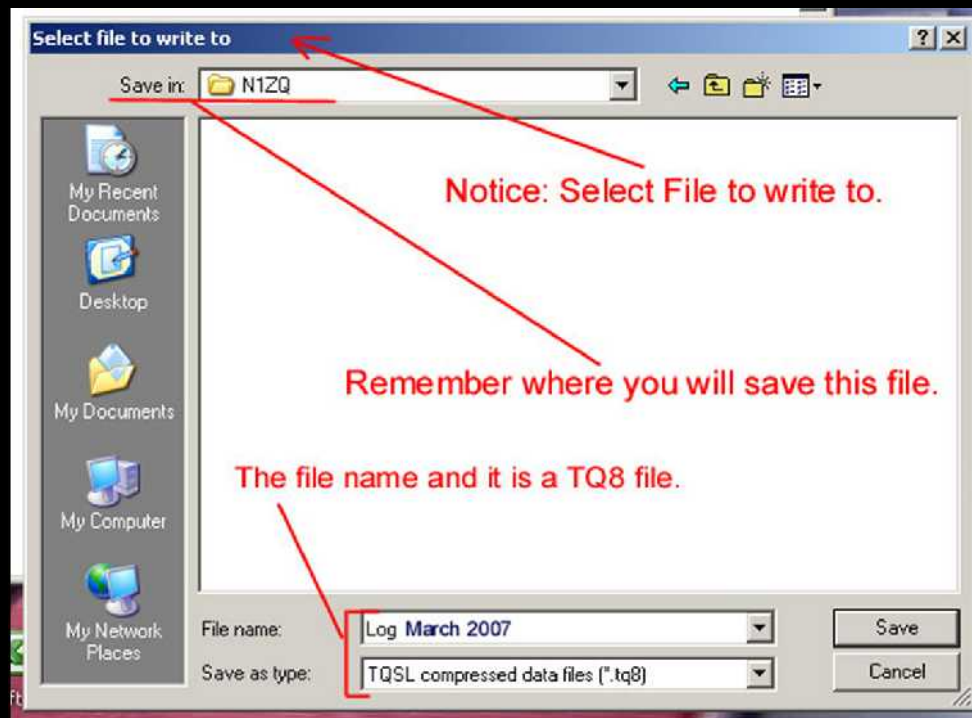 Select file to write to
Save in:
N1ZQ
Notice: Select File to write to.
My Recent
Documents
Desktop
Remember where you will save this file.
My Documents
The file name and it is a TQ8 file.
My Computer
My Network
Places
File name:
Log March 2007
Save
Save as type:
TQSL compressed data files (*.tq8)
Cancel